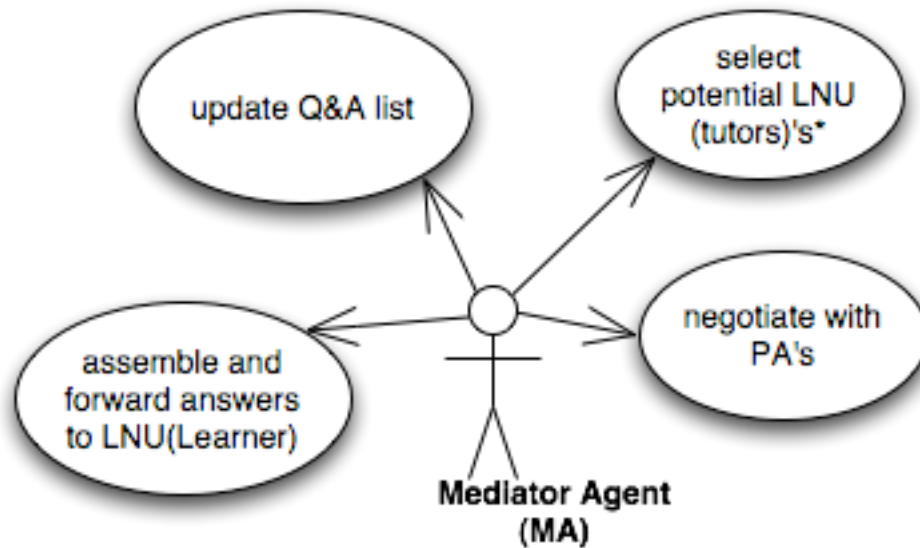 update Q&A list
select
potential LNU
(tutors)'s*
assemble and
forward answers
to LNU(Learner)
negotiate with
PA's
Mediator Agent
(MA)